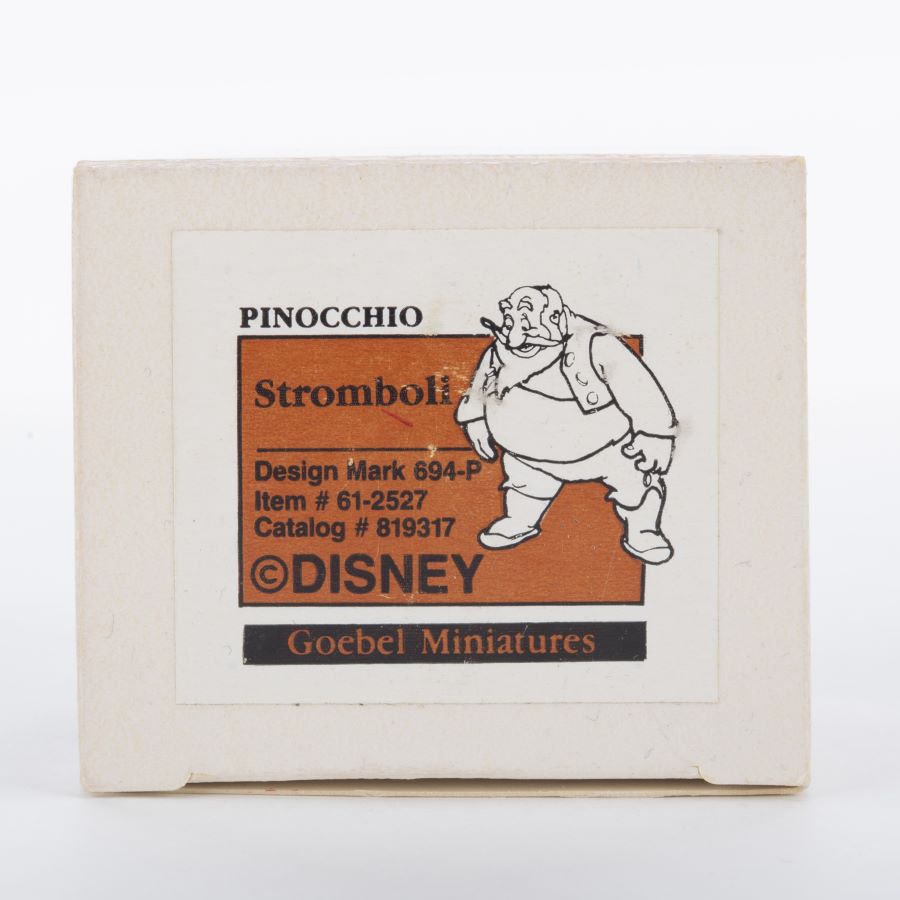 PINOCCHIO
Stromboli
Design Mark 694-P
Item # 61-2527
Catalog # 819317
©DISNEY
Goebel Miniatures